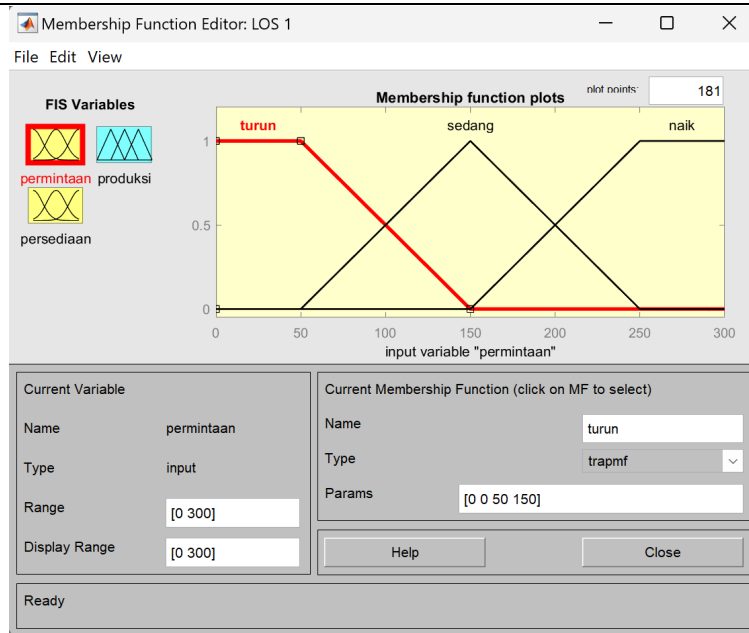 Membership Function Editor: LOS 1
File Edit View
FIS Variables
permintaan produksi
persediaan
Membership function plots
plot points: 181
turun sedang naik
1
0.5
0
0 50 100 150 200 250 300
input variable "permintaan"
Current Variable
Name permintaan
Type input
Range [0 300]
Display Range [0 300]
Current Membership Function (click on MF to select)
Name turun
Type trapmf
Params [0 0 50 150]
Help Close
Ready